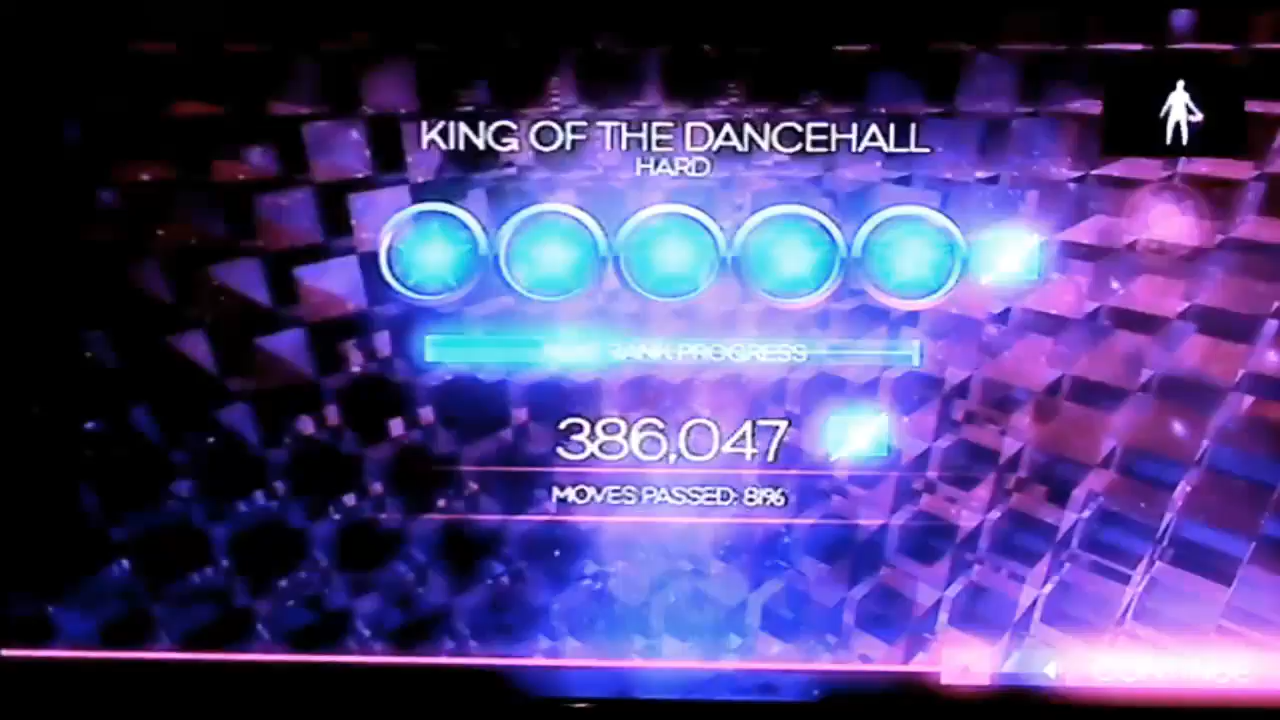 KING OF THE DANCEHALL
HARD
RANK PROGRESS
386,047
MOVES PASSED: 81%